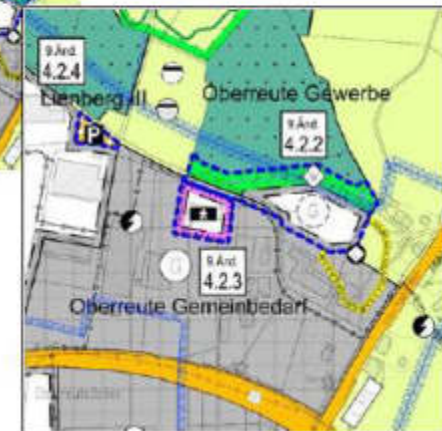 9.Änd.
4.2.4
Lienberg III
Oberreute Gewerbe
9.Änd.
4.2.2
P
G
9.Änd.
4.2.3
G
Oberreute Gemeinbedarf